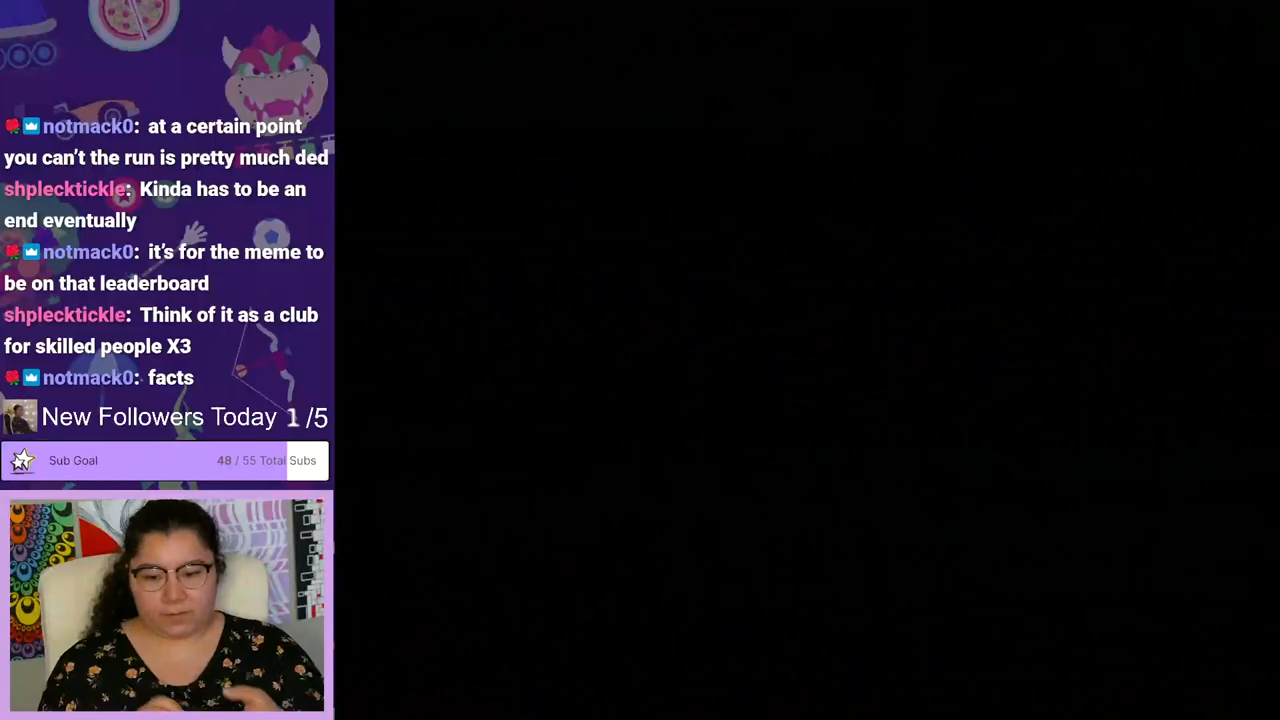 notmack0: at a certain point
you can’t the run is pretty much ded
shplecktickle: Kinda has to be an
end eventually
notmack0: it’s for the meme to
be on that leaderboard
shplecktickle: Think of it as a club
for skilled people X3
notmack0: facts
New Followers Today 1 /5
Sub Goal 48 / 55 Total Subs